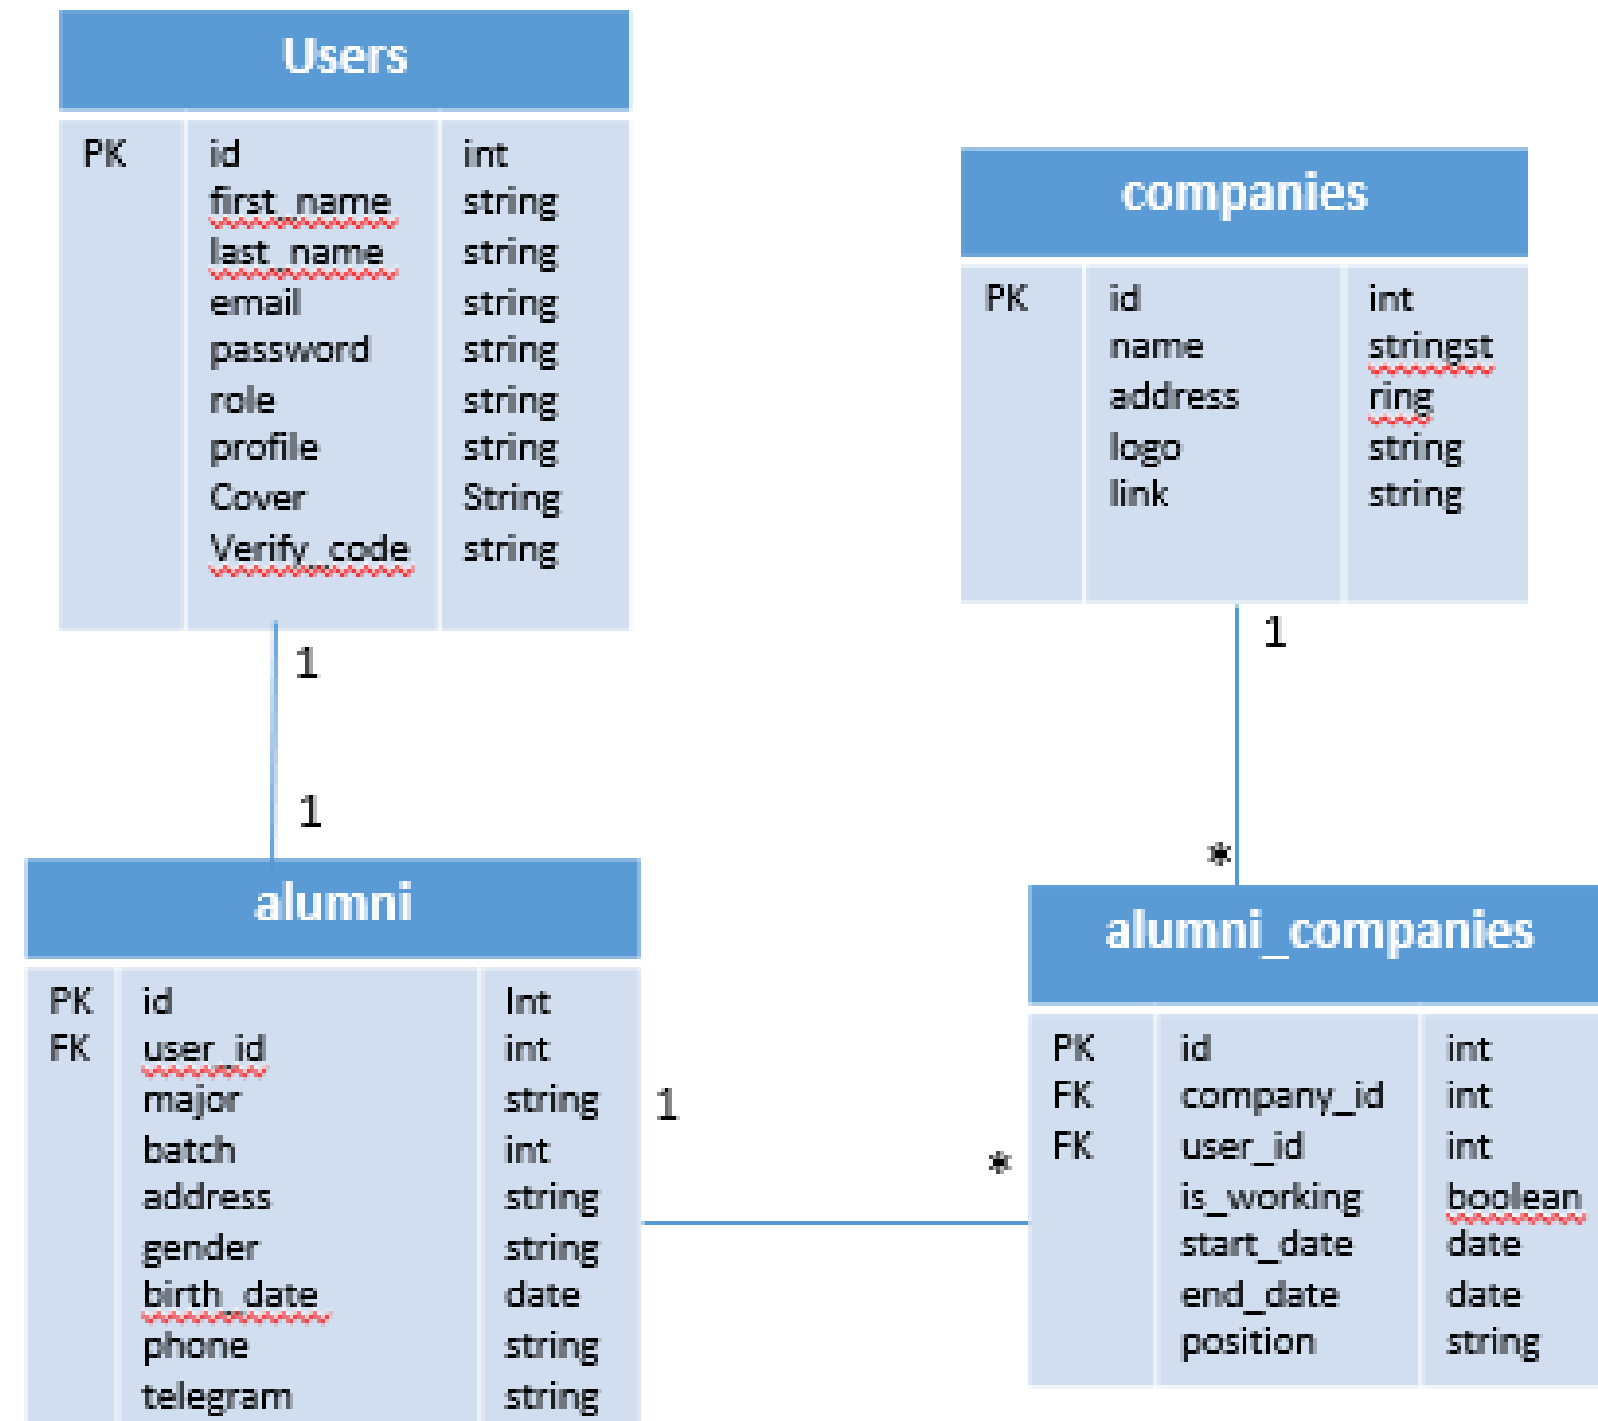 Users
PK id int
first_name string
last_name string
email string
password string
role string
profile string
Cover String
Verify_code string
1
1
companies
PK id int
name stringst
address ring
logo string
link string
1
*
alumni
PK id Int
FK user_id int
major string
batch int
address string
gender string
birth_date date
phone string
telegram string
1
*
alumni_companies
PK id int
FK company_id int
FK user_id int
is_working boolean
start_date date
end_date date
position string